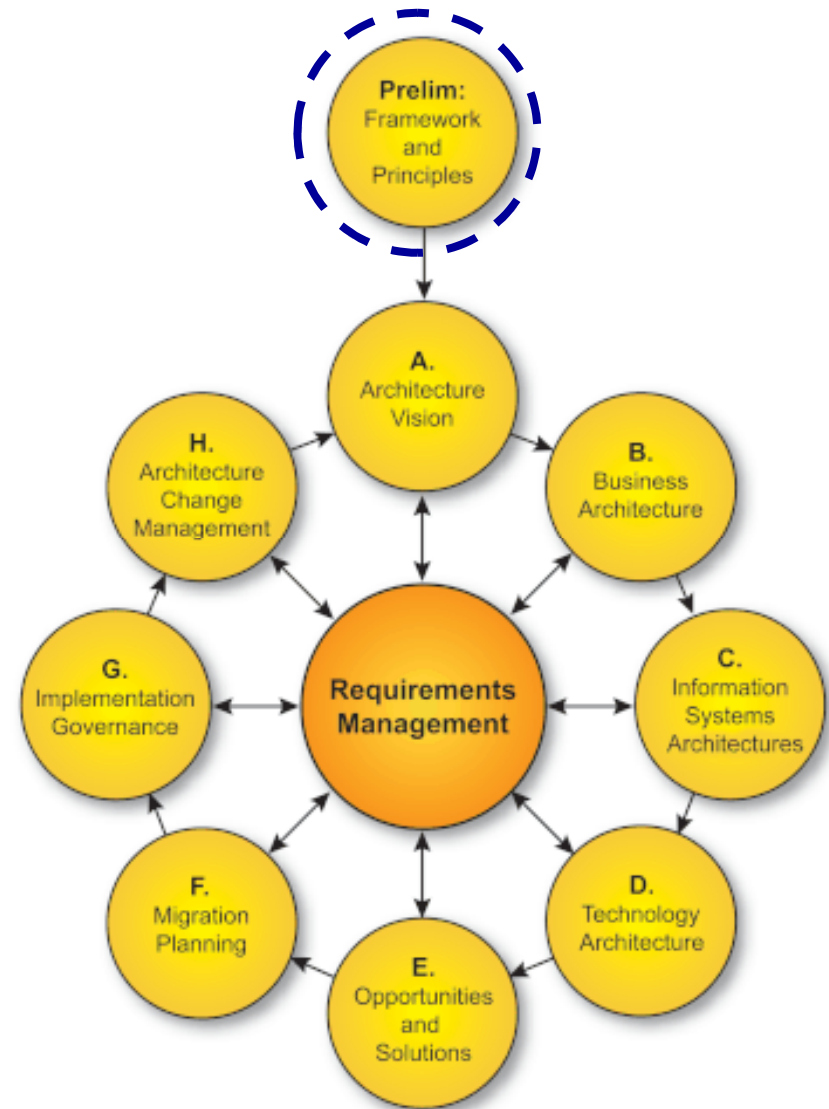 Prelim:
Framework
and
Principles
A.
Architecture
Vision
B.
Business
Architecture
C.
Information
Systems
Architectures
D.
Technology
Architecture
E.
Opportunities
and
Solutions
F.
Migration
Planning
G.
Implementation
Governance
H.
Architecture
Change
Management
Requirements
Management